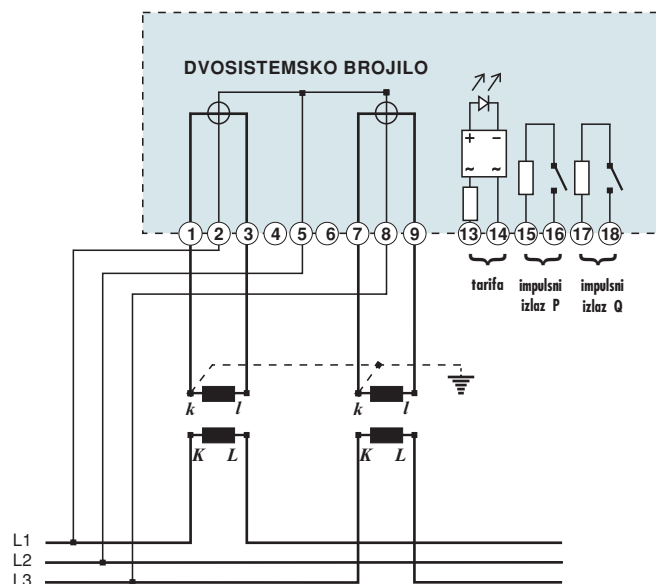 DVOSISTEMSKO BROJILO
+ −
~ ~
1 2 3 4 5 6 7 8 9 13 14 15 16 17 18
tarifa impulsni impulsni
izlaz P izlaz Q
k l k l
K L K L
L1
L2
L3